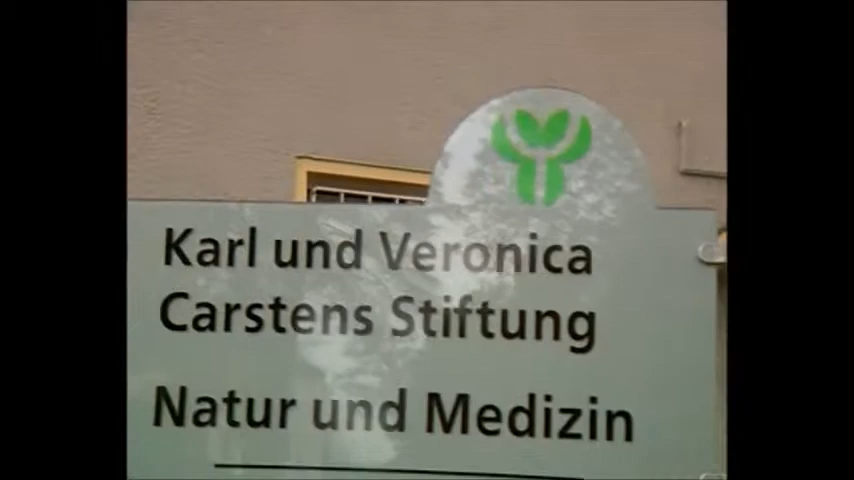 Karl und Veronica
Carstens Stiftung
Natur und Medizin